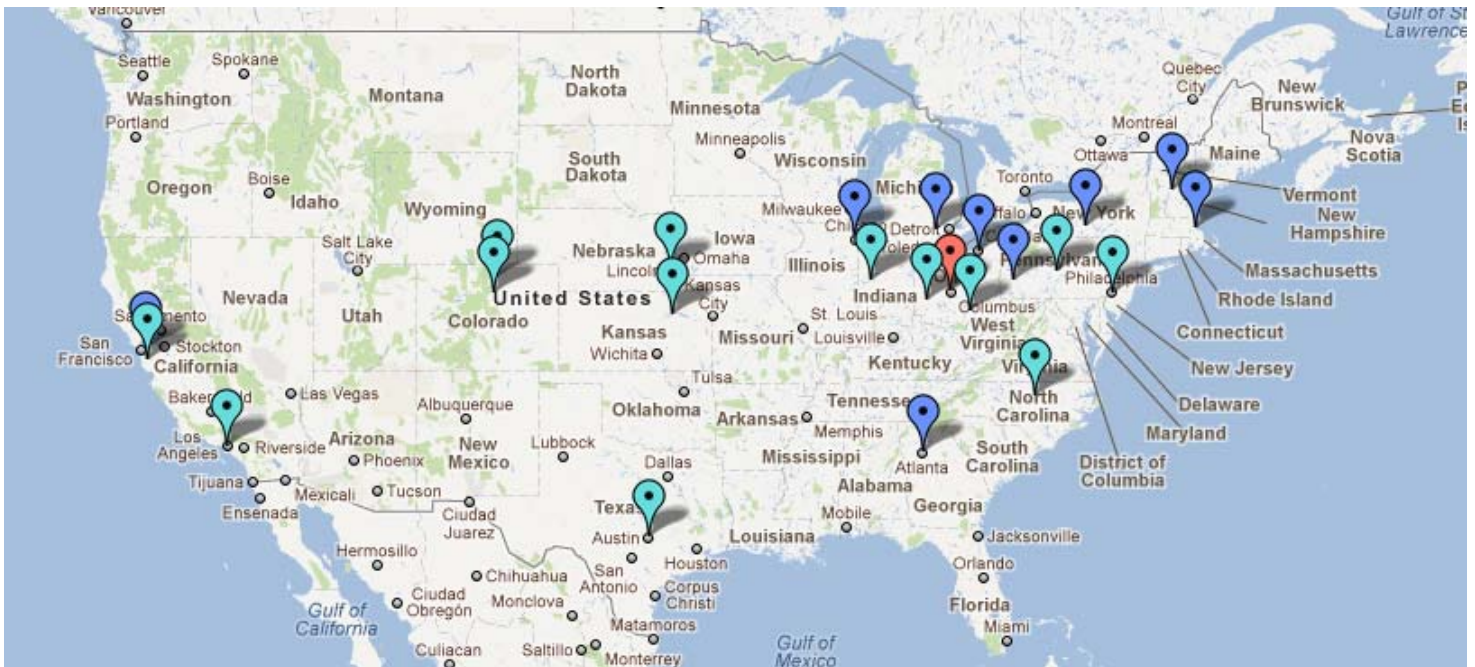 Vancouver
Gulf of St
Lawrence
Seattle
Spokane
Washington
Montana
North
Dakota
Minnesota
Quebec
City
New
Brunswick
Portland
Minneapolis
Montreal
Nova
Scotia
South
Dakota
Wisconsin
Ottawa
Maine
Oregon
Boise
Idaho
Wyoming
Toronto
Vermont
Milwaukee
New York
New
Hampshire
Salt Lake
City
Nebraska
Iowa
Omaha
Detroit
Illinois
Philadelphia
Massachusetts
Nevada
Utah
United States
Colorado
Kansas
City
Indiana
Columbus
Rhode Island
San
Francisco
Stockton
California
Kansas
Missouri
St. Louis
Louisville
West
Virginia
Connecticut
Wichita
Kentucky
New Jersey
Las Vegas
Tulsa
Albuquerque
Oklahoma
Arkansas
North
Carolina
Delaware
Memphis
Maryland
Los
Angeles
Riverside
Arizona
Phoenix
New
Mexico
Lubbock
Dallas
Mississippi
Atlanta
South
Carolina
District of
Columbia
Tijuana
Mexicali
Tucson
Alabama
Georgia
Ensenada
Ciudad
Juarez
Austin
Louisiana
Mobile
Jacksonville
Hermosillo
San
Antonio
Houston
Orlando
Chihuahua
Ciudad
Obregón
Monclova
Corpus
Christi
Florida
Gulf of
California
Matamoros
Miami
Culiacan
Saltillo
Monterrey
Gulf of
Mexico